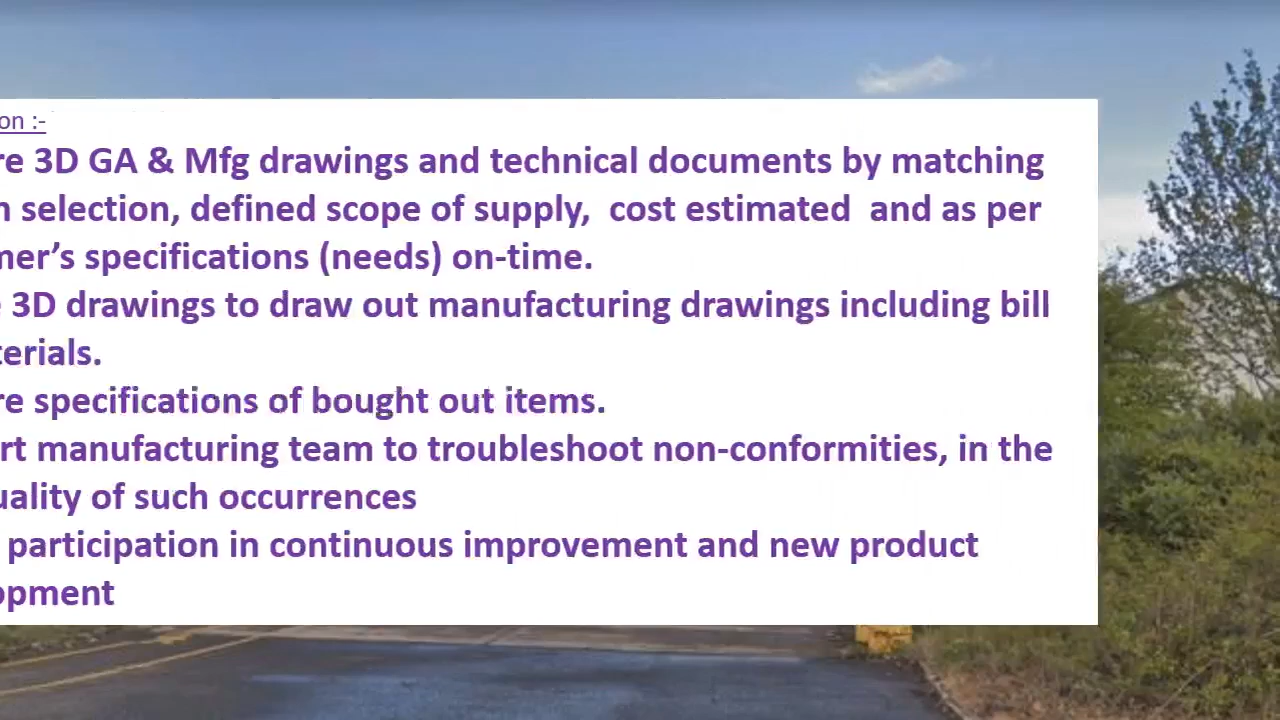 on :-
re 3D GA & Mfg drawings and technical documents by matching
n selection, defined scope of supply, cost estimated and as per
mer’s specifications (needs) on-time.
e 3D drawings to draw out manufacturing drawings including bill
terials.
re specifications of bought out items.
rt manufacturing team to troubleshoot non-conformities, in the
uality of such occurrences
participation in continuous improvement and new product
opment